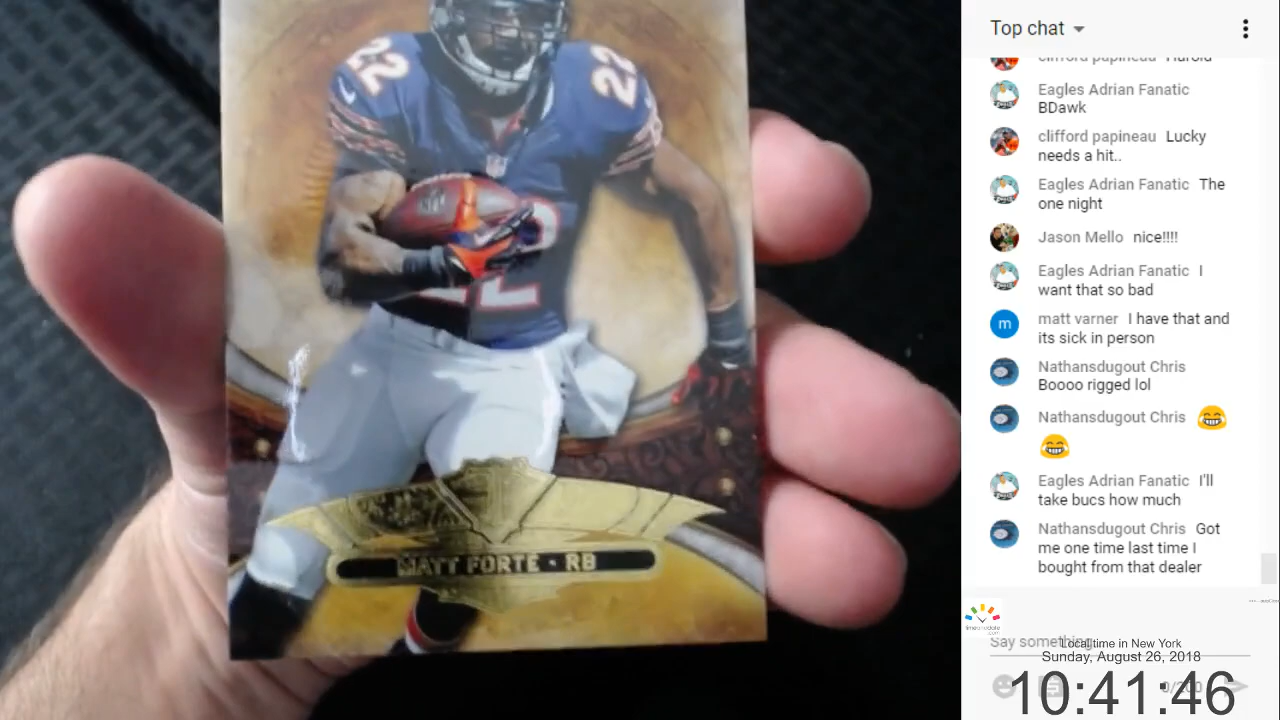 22
22
22
MATT FORTE • RB
Top chat
clifford papineau Harold
Eagles Adrian Fanatic
BDawk
clifford papineau Lucky
needs a hit..
Eagles Adrian Fanatic The
one night
Jason Mello nice!!!!
Eagles Adrian Fanatic I
want that so bad
m
matt varner I have that and
its sick in person
Nathansdugout Chris
Boooo rigged lol
Nathansdugout Chris 😂
😂
Eagles Adrian Fanatic I'll
take bucs how much
Nathansdugout Chris Got
me one time last time I
bought from that dealer
Say something...
Local time in New York
Sunday, August 26, 2018
0/200
10:41:46